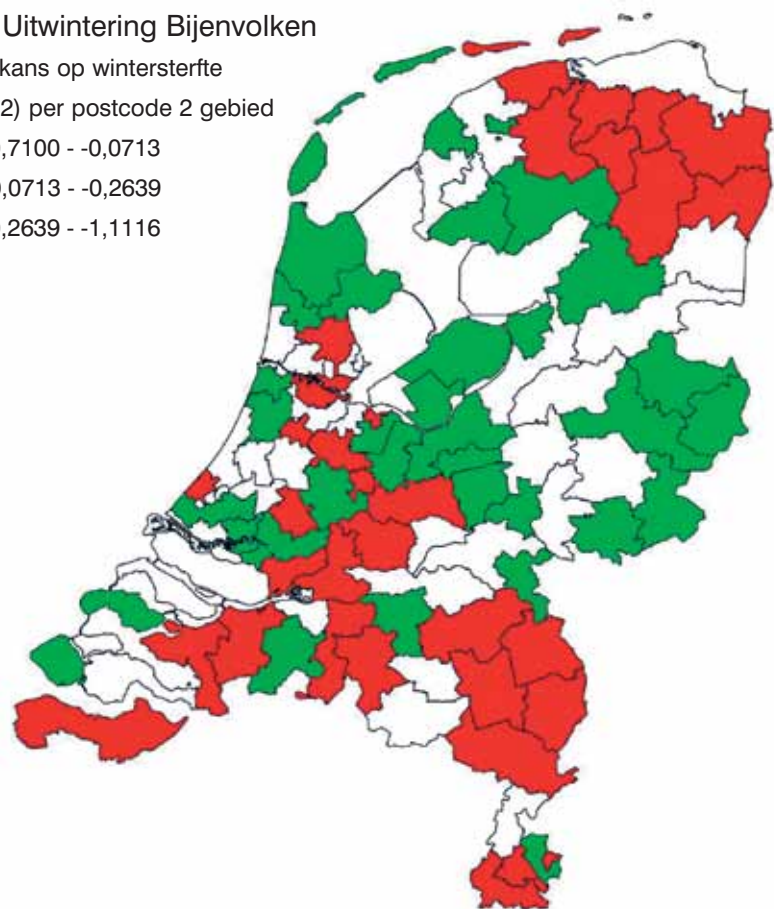 Uitwintering Bijenvolken
kans op wintersterfte
2) per postcode 2 gebied
,7100 - -0,0713
,0713 - -0,2639
,2639 - -1,1116